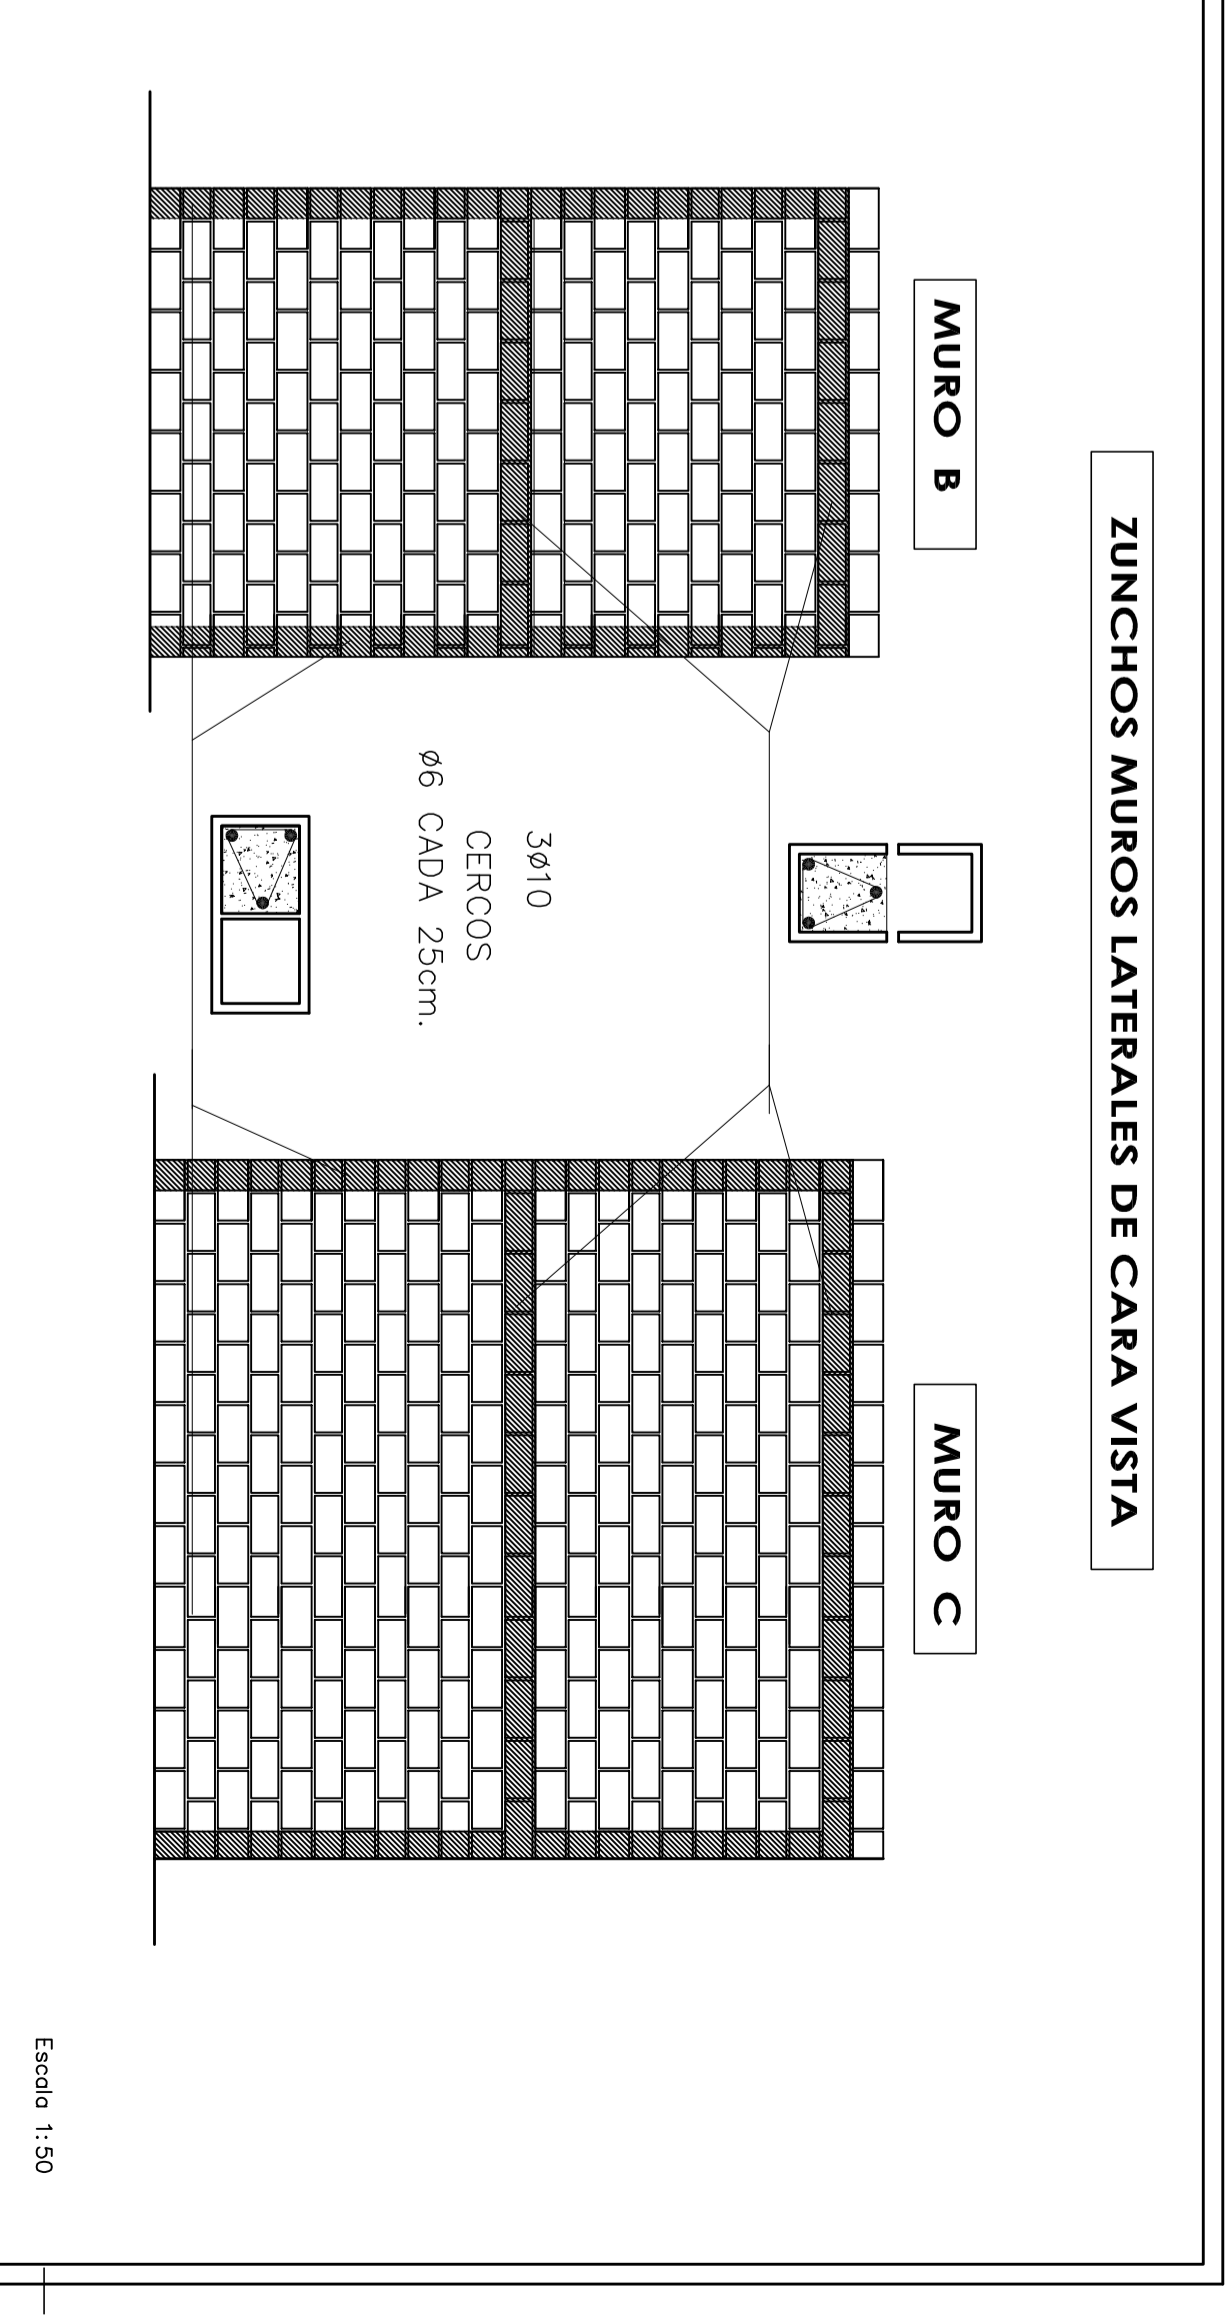 ZUNCHOS MUROS LATERALES DE CARA VISTA
MURO B
MURO C
3ø10
CERCOS
ø6 CADA 25cm.
Escala 1:50